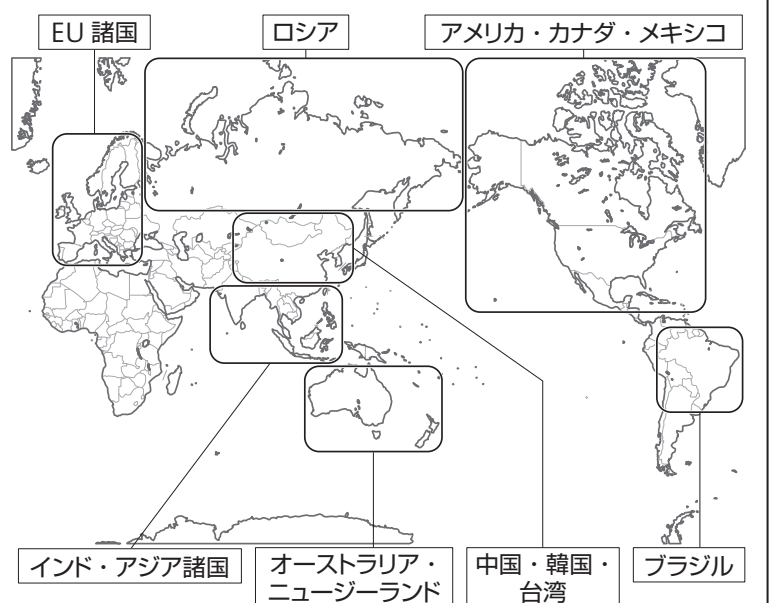 EU 諸国
ロシア
アメリカ・カナダ・メキシコ
インド・アジア諸国
オーストラリア・
ニュージーランド
中国・韓国・
台湾
ブラジル